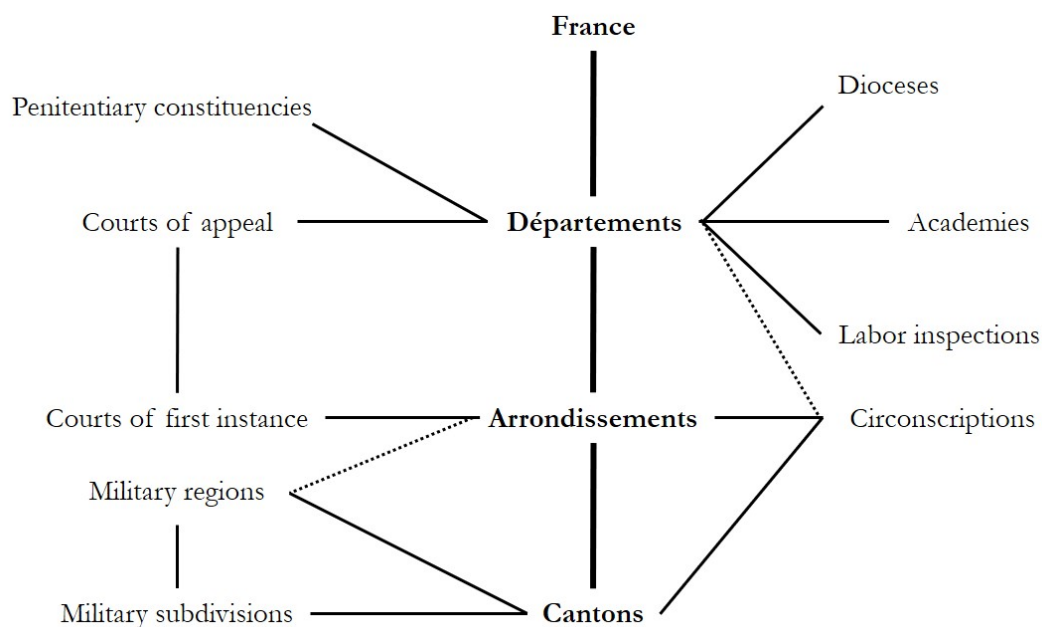 France
Dioceses
Penitentiary constituencies
Courts of appeal
Départements
Academies
Labor inspections
Courts of first instance
Arrondissements
Circonscriptions
Military regions
Military subdivisions
Cantons